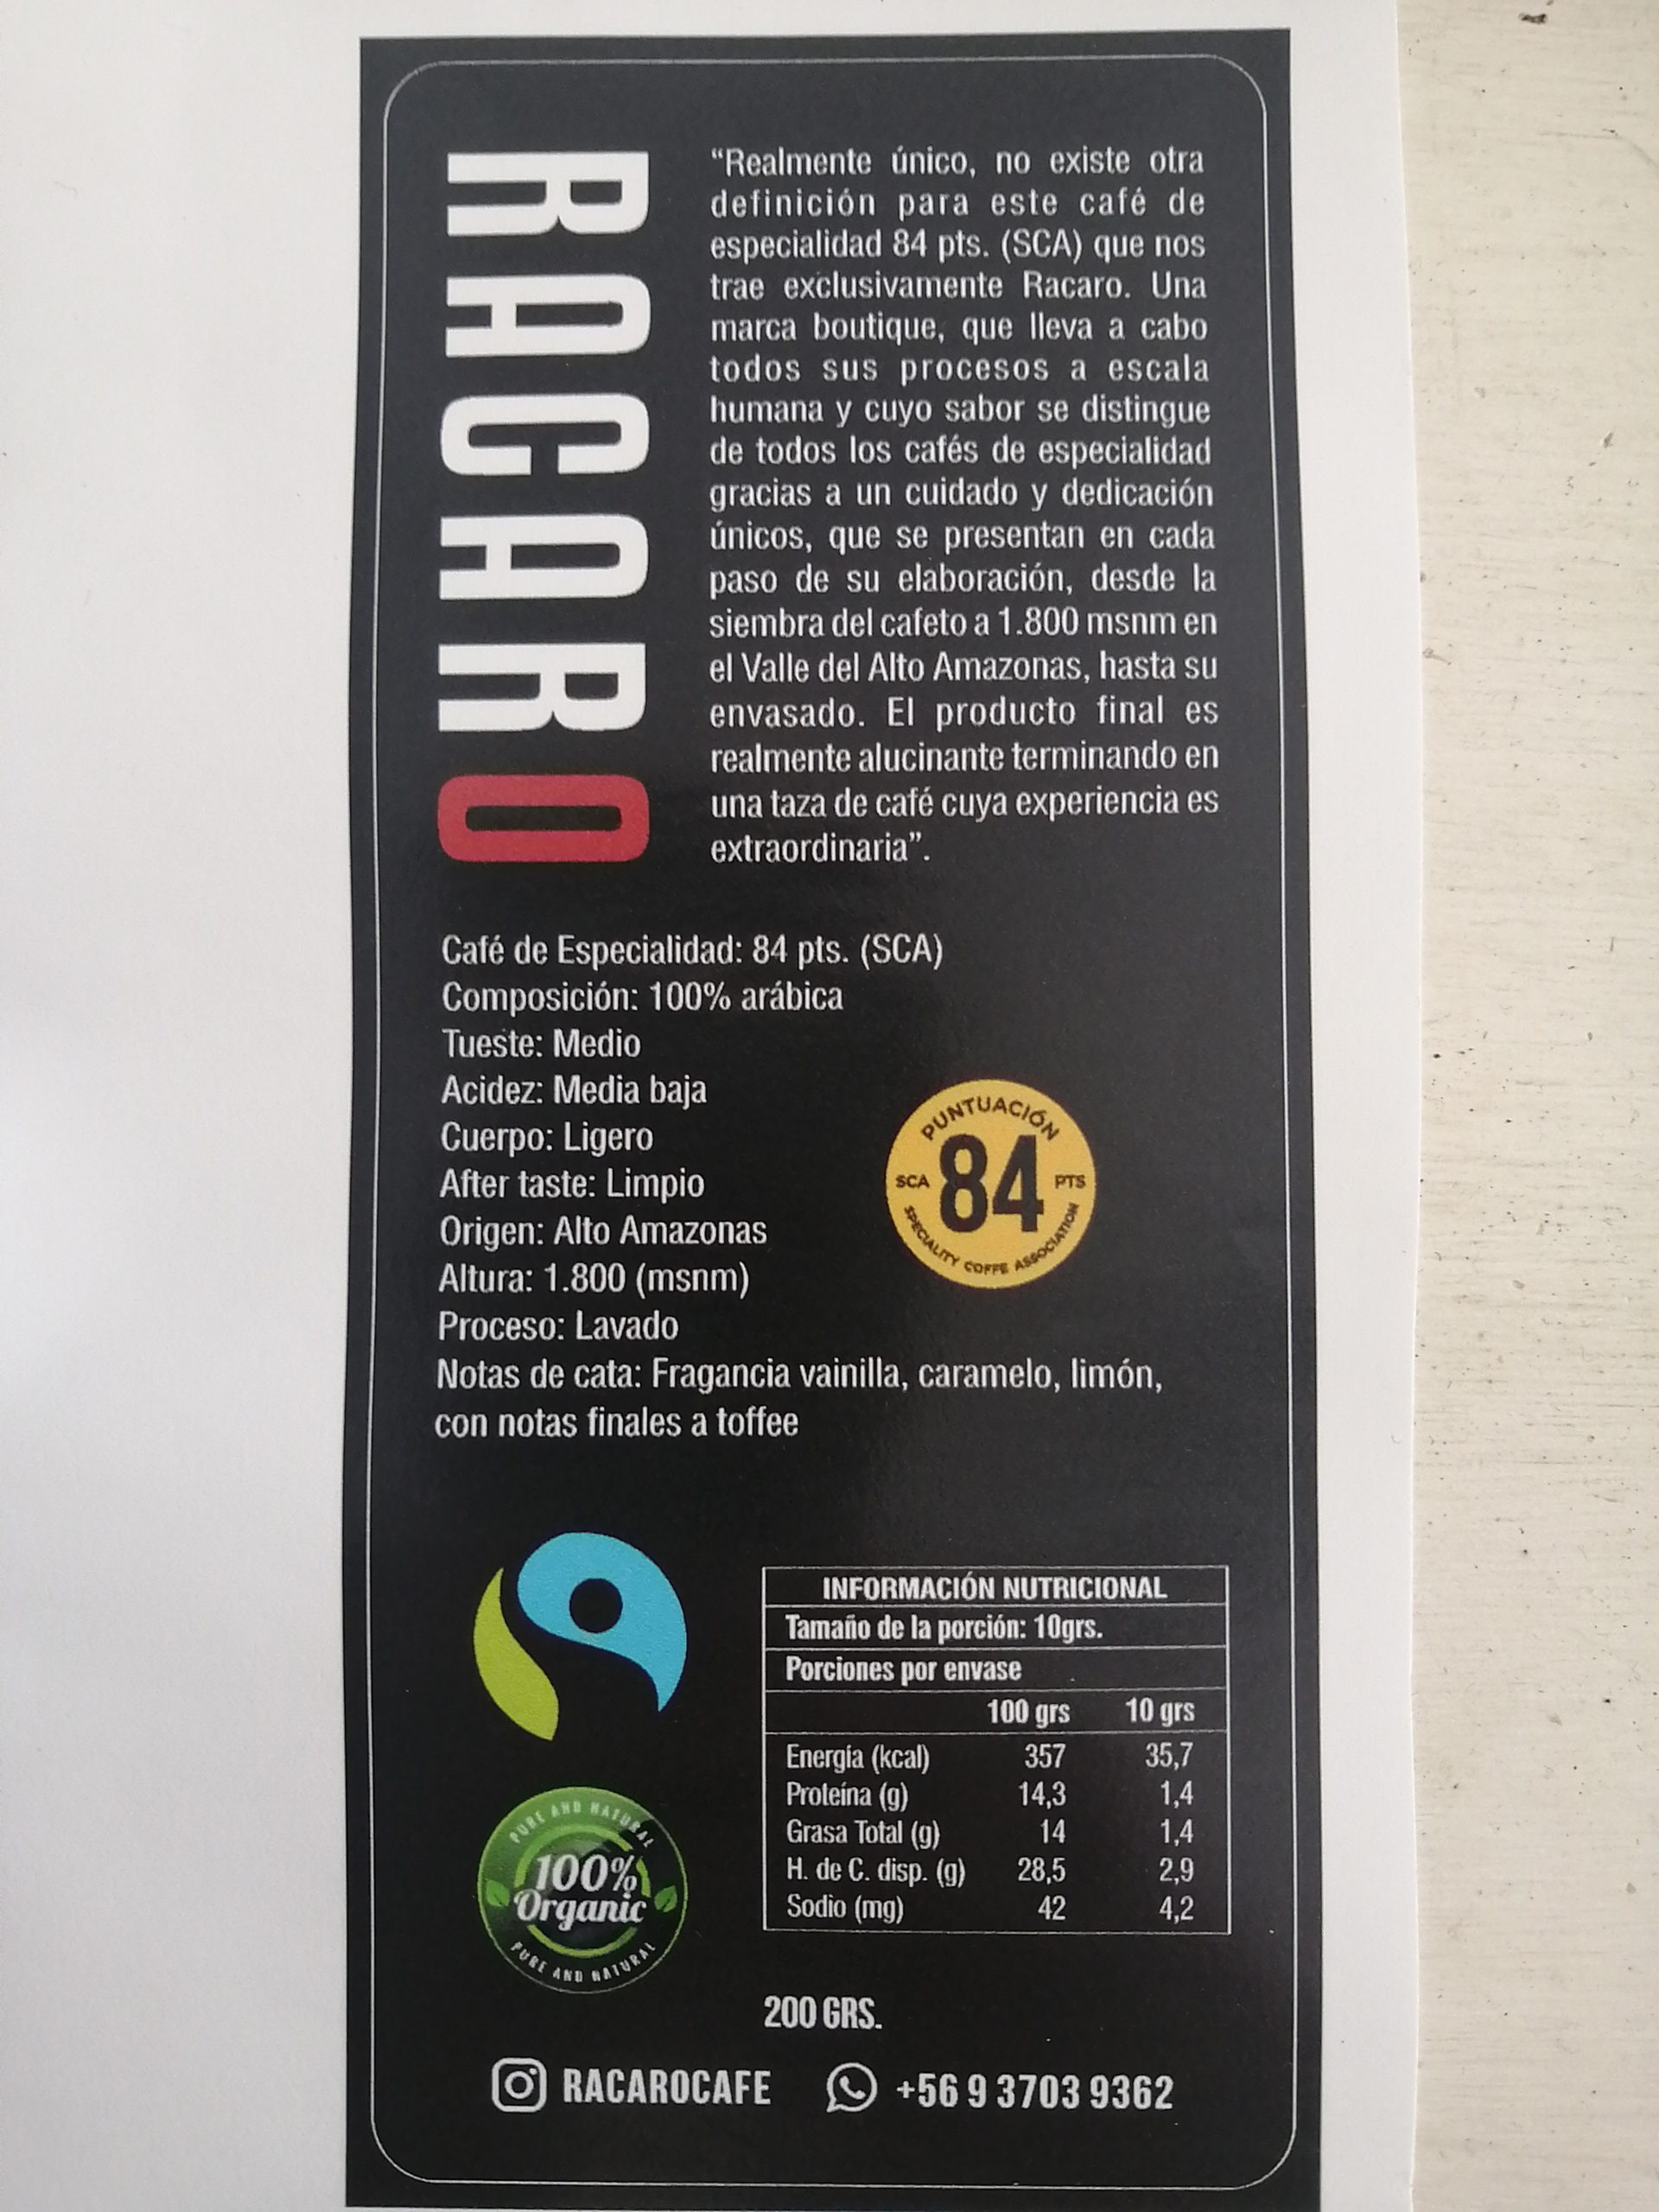 RACARO
“Realmente único, no existe otra
definición para este café de
especialidad 84 pts. (SCA) que nos
trae exclusivamente Racaro. Una
marca boutique, que lleva a cabo
todos sus procesos a escala
humana y cuyo sabor se distingue
de todos los cafés de especialidad
gracias a un cuidado y dedicación
únicos, que se presentan en cada
paso de su elaboración, desde la
siembra del cafeto a 1.800 msnm en
el Valle del Alto Amazonas, hasta su
envasado. El producto final es
realmente alucinante terminando en
una taza de café cuya experiencia es
extraordinaria”.
Café de Especialidad: 84 pts. (SCA)
Composición: 100% arábica
Tueste: Medio
Acidez: Media baja
Cuerpo: Ligero
After taste: Limpio
Origen: Alto Amazonas
Altura: 1.800 (msnm)
Proceso: Lavado
Notas de cata: Fragancia vainilla, caramelo, limón,
con notas finales a toffee
PUNTUACIÓN
SCA 84 PTS
SPECIALITY COFFE ASSOCIATION
INFORMACIÓN NUTRICIONAL
Tamaño de la porción: 10grs.
Porciones por envase
100 grs 10 grs
Energía (kcal) 357 35,7
Proteína (g) 14,3 1,4
Grasa Total (g) 14 1,4
H. de C. disp. (g) 28,5 2,9
Sodio (mg) 42 4,2
PURE AND NATURAL
100%
Organic
PURE AND NATURAL
200 GRS.
RACAROCAFE +56 9 3703 9362